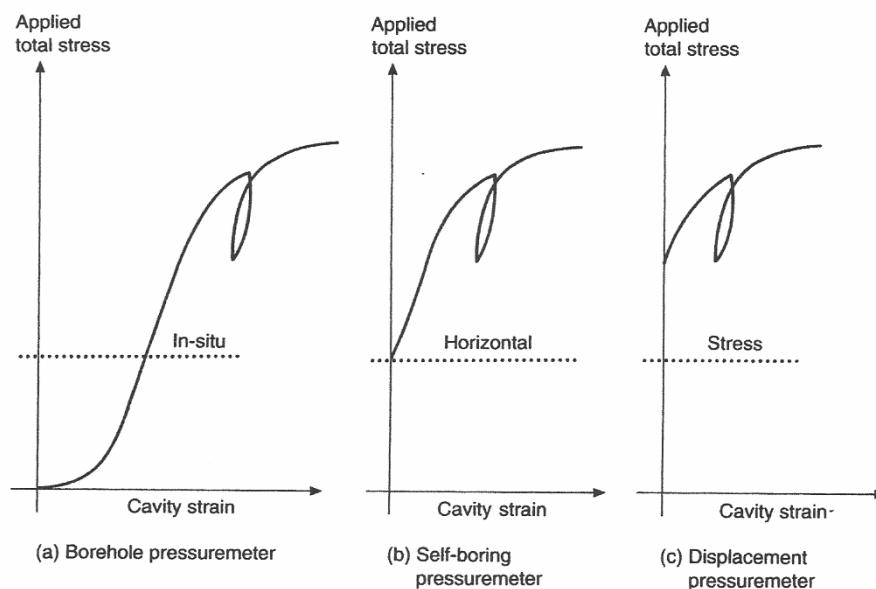 Applied
total stress
In-situ
Cavity strain
(a) Borehole pressuremeter
Applied
total stress
Horizontal
Cavity strain
(b) Self-boring
pressuremeter
Applied
total stress
Stress
Cavity strain
(c) Displacement
pressuremeter